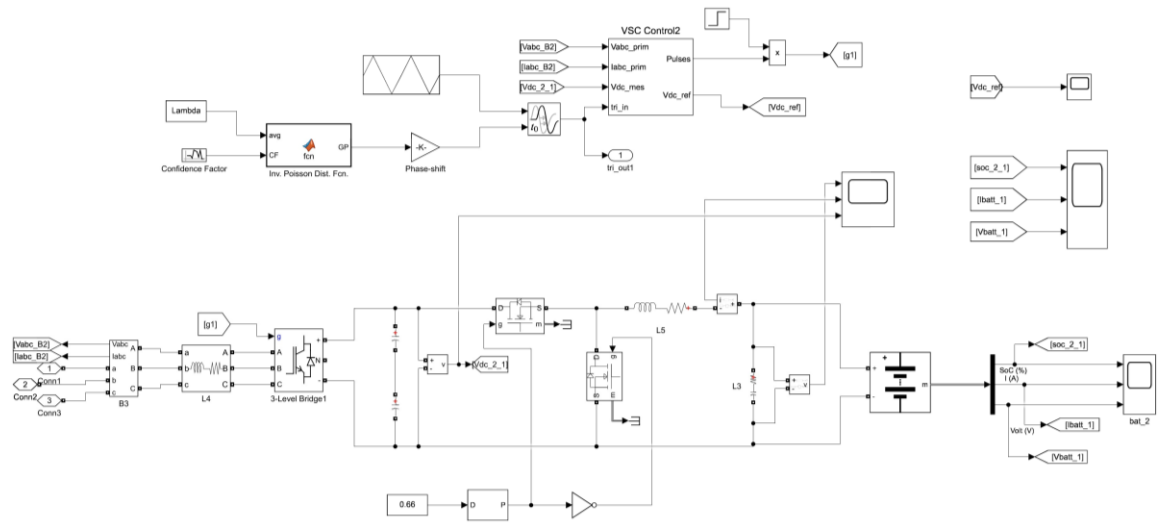 VSC Control2
[Vabc_B2]
Vabc_prim
[Iabc_B2]
Iabc_prim
Pulses
[Vdc_2_1]
Vdc_mes
Vdc_ref
tri_in
x
[g1]
[Vdc_ref]
[Vdc_ref]
Lambda
avg
CF
fcn
GP
Confidence Factor
Inv. Poisson Dist. Fcn.
-K-
Phase-shift
f0
1
tri_out1
[soc_2_1]
[Ibatt_1]
[Vbatt_1]
[Vabc_B2]
[Iabc_B2]
1
2
Conn1
Conn2
3
Conn3
Vabc
Iabc
A
a
B
b
C
c
B3
a
A
b
B
c
C
L4
[g1]
g
A
B
C
+
N
-
3-Level Bridge1
+
-
v
[Vdc_2_1]
D
S
g
m
E
L5
i
+
-
L3
+
-
v
+
+
-
m
[soc_2_1]
SoC (%)
I (A)
Volt (V)
[Ibatt_1]
[Vbatt_1]
bat_2
0.66
D
P